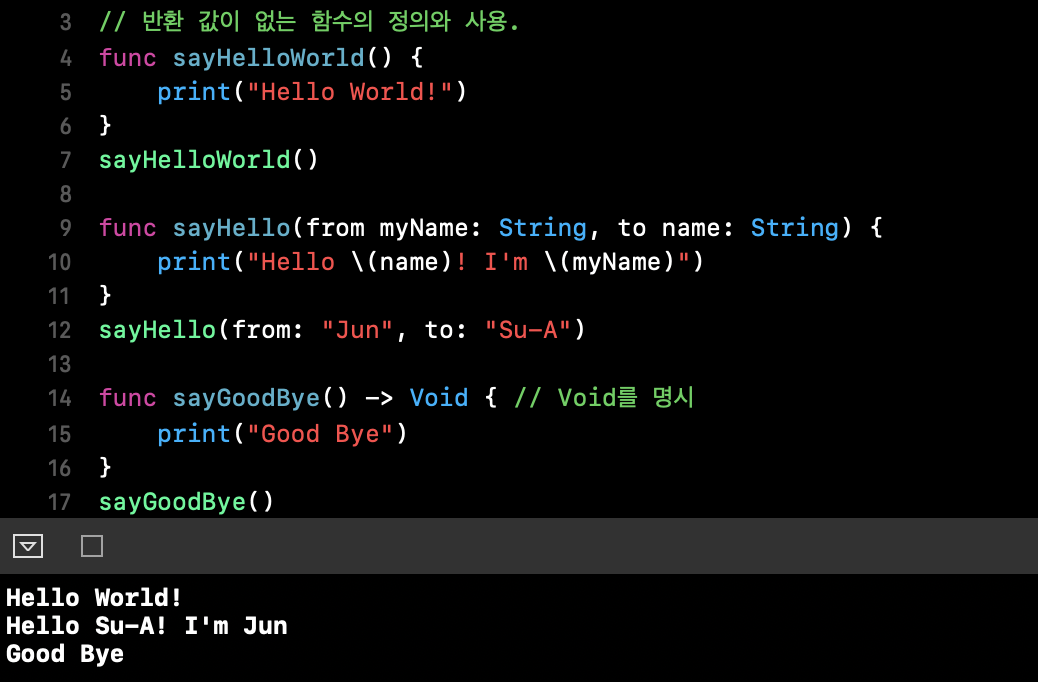 3 // 반환 값이 없는 함수의 정의와 사용.
4 func sayHelloWorld() {
5     print("Hello World!")
6 }
7 sayHelloWorld()
8
9 func sayHello(from myName: String, to name: String) {
10     print("Hello \(name)! I'm \(myName)")
11 }
12 sayHello(from: "Jun", to: "Su-A")
13
14 func sayGoodBye() -> Void { // Void를 명시
15     print("Good Bye")
16 }
17 sayGoodBye()
Hello World!
Hello Su-A! I'm Jun
Good Bye